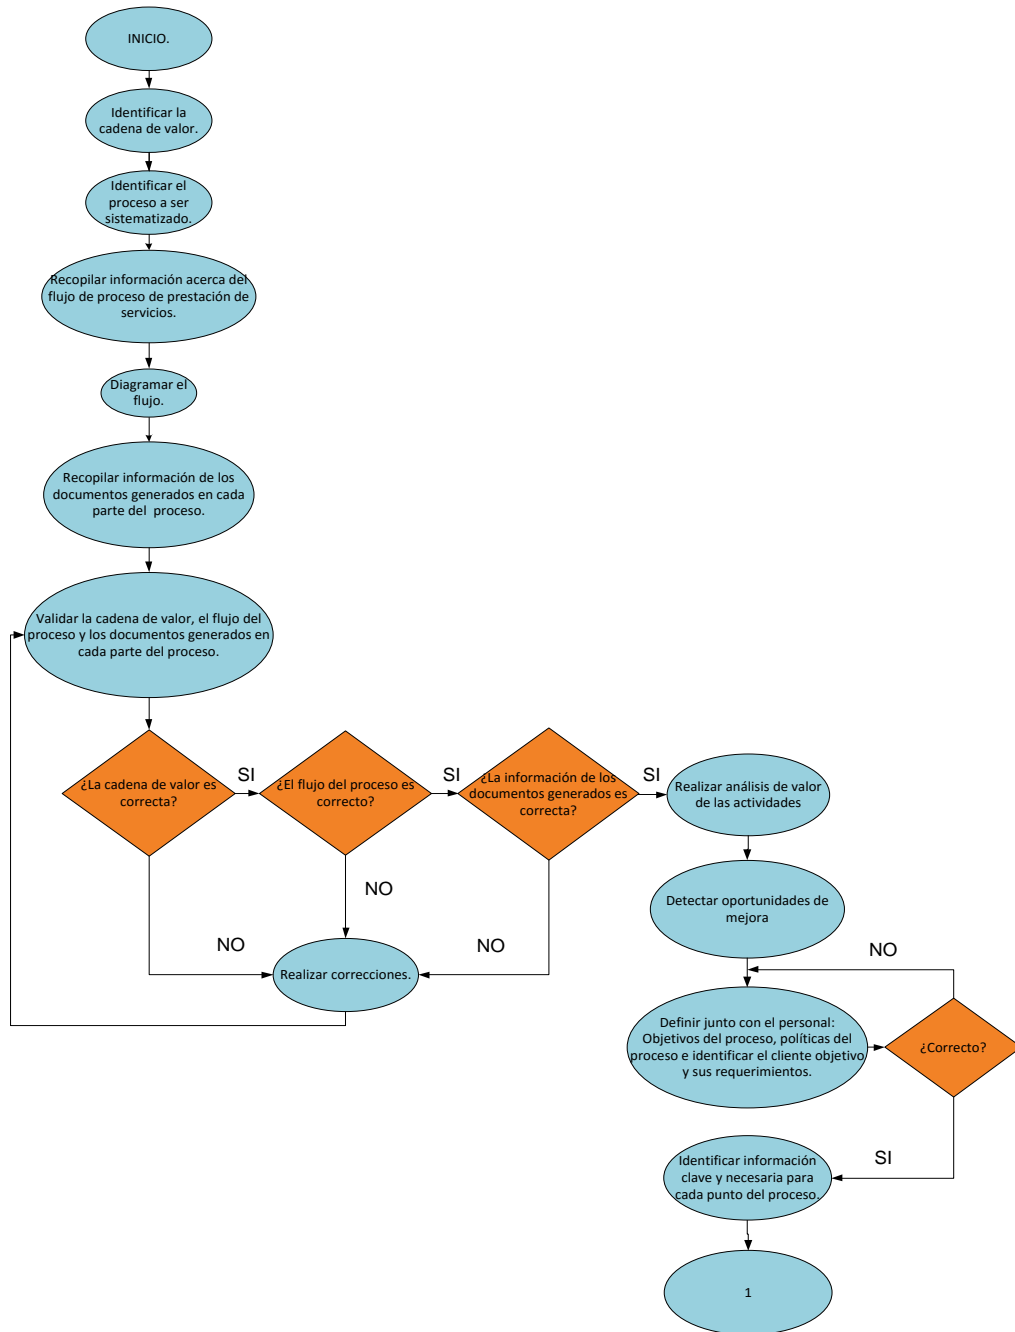 INICIO.
Identificar la
cadena de valor.
Identificar el
proceso a ser
sistematizado.
Recopilar información acerca del
flujo de proceso de prestación de
servicios.
Diagramar el
flujo.
Recopilar información de los
documentos generados en cada
parte del  proceso.
Validar la cadena de valor, el flujo del
proceso y los documentos generados en
cada parte del proceso.
¿La cadena de valor es
correcta?
SI
¿El flujo del proceso es
correcto?
SI
¿La información de los
documentos generados es
correcta?
SI
Realizar análisis de valor
de las actividades
NO
NO
NO
Realizar correcciones.
Detectar oportunidades de
mejora
NO
Definir junto con el personal:
Objetivos del proceso, políticas del
proceso e identificar el cliente objetivo
y sus requerimientos.
¿Correcto?
SI
Identificar información
clave y necesaria para
cada punto del proceso.
1